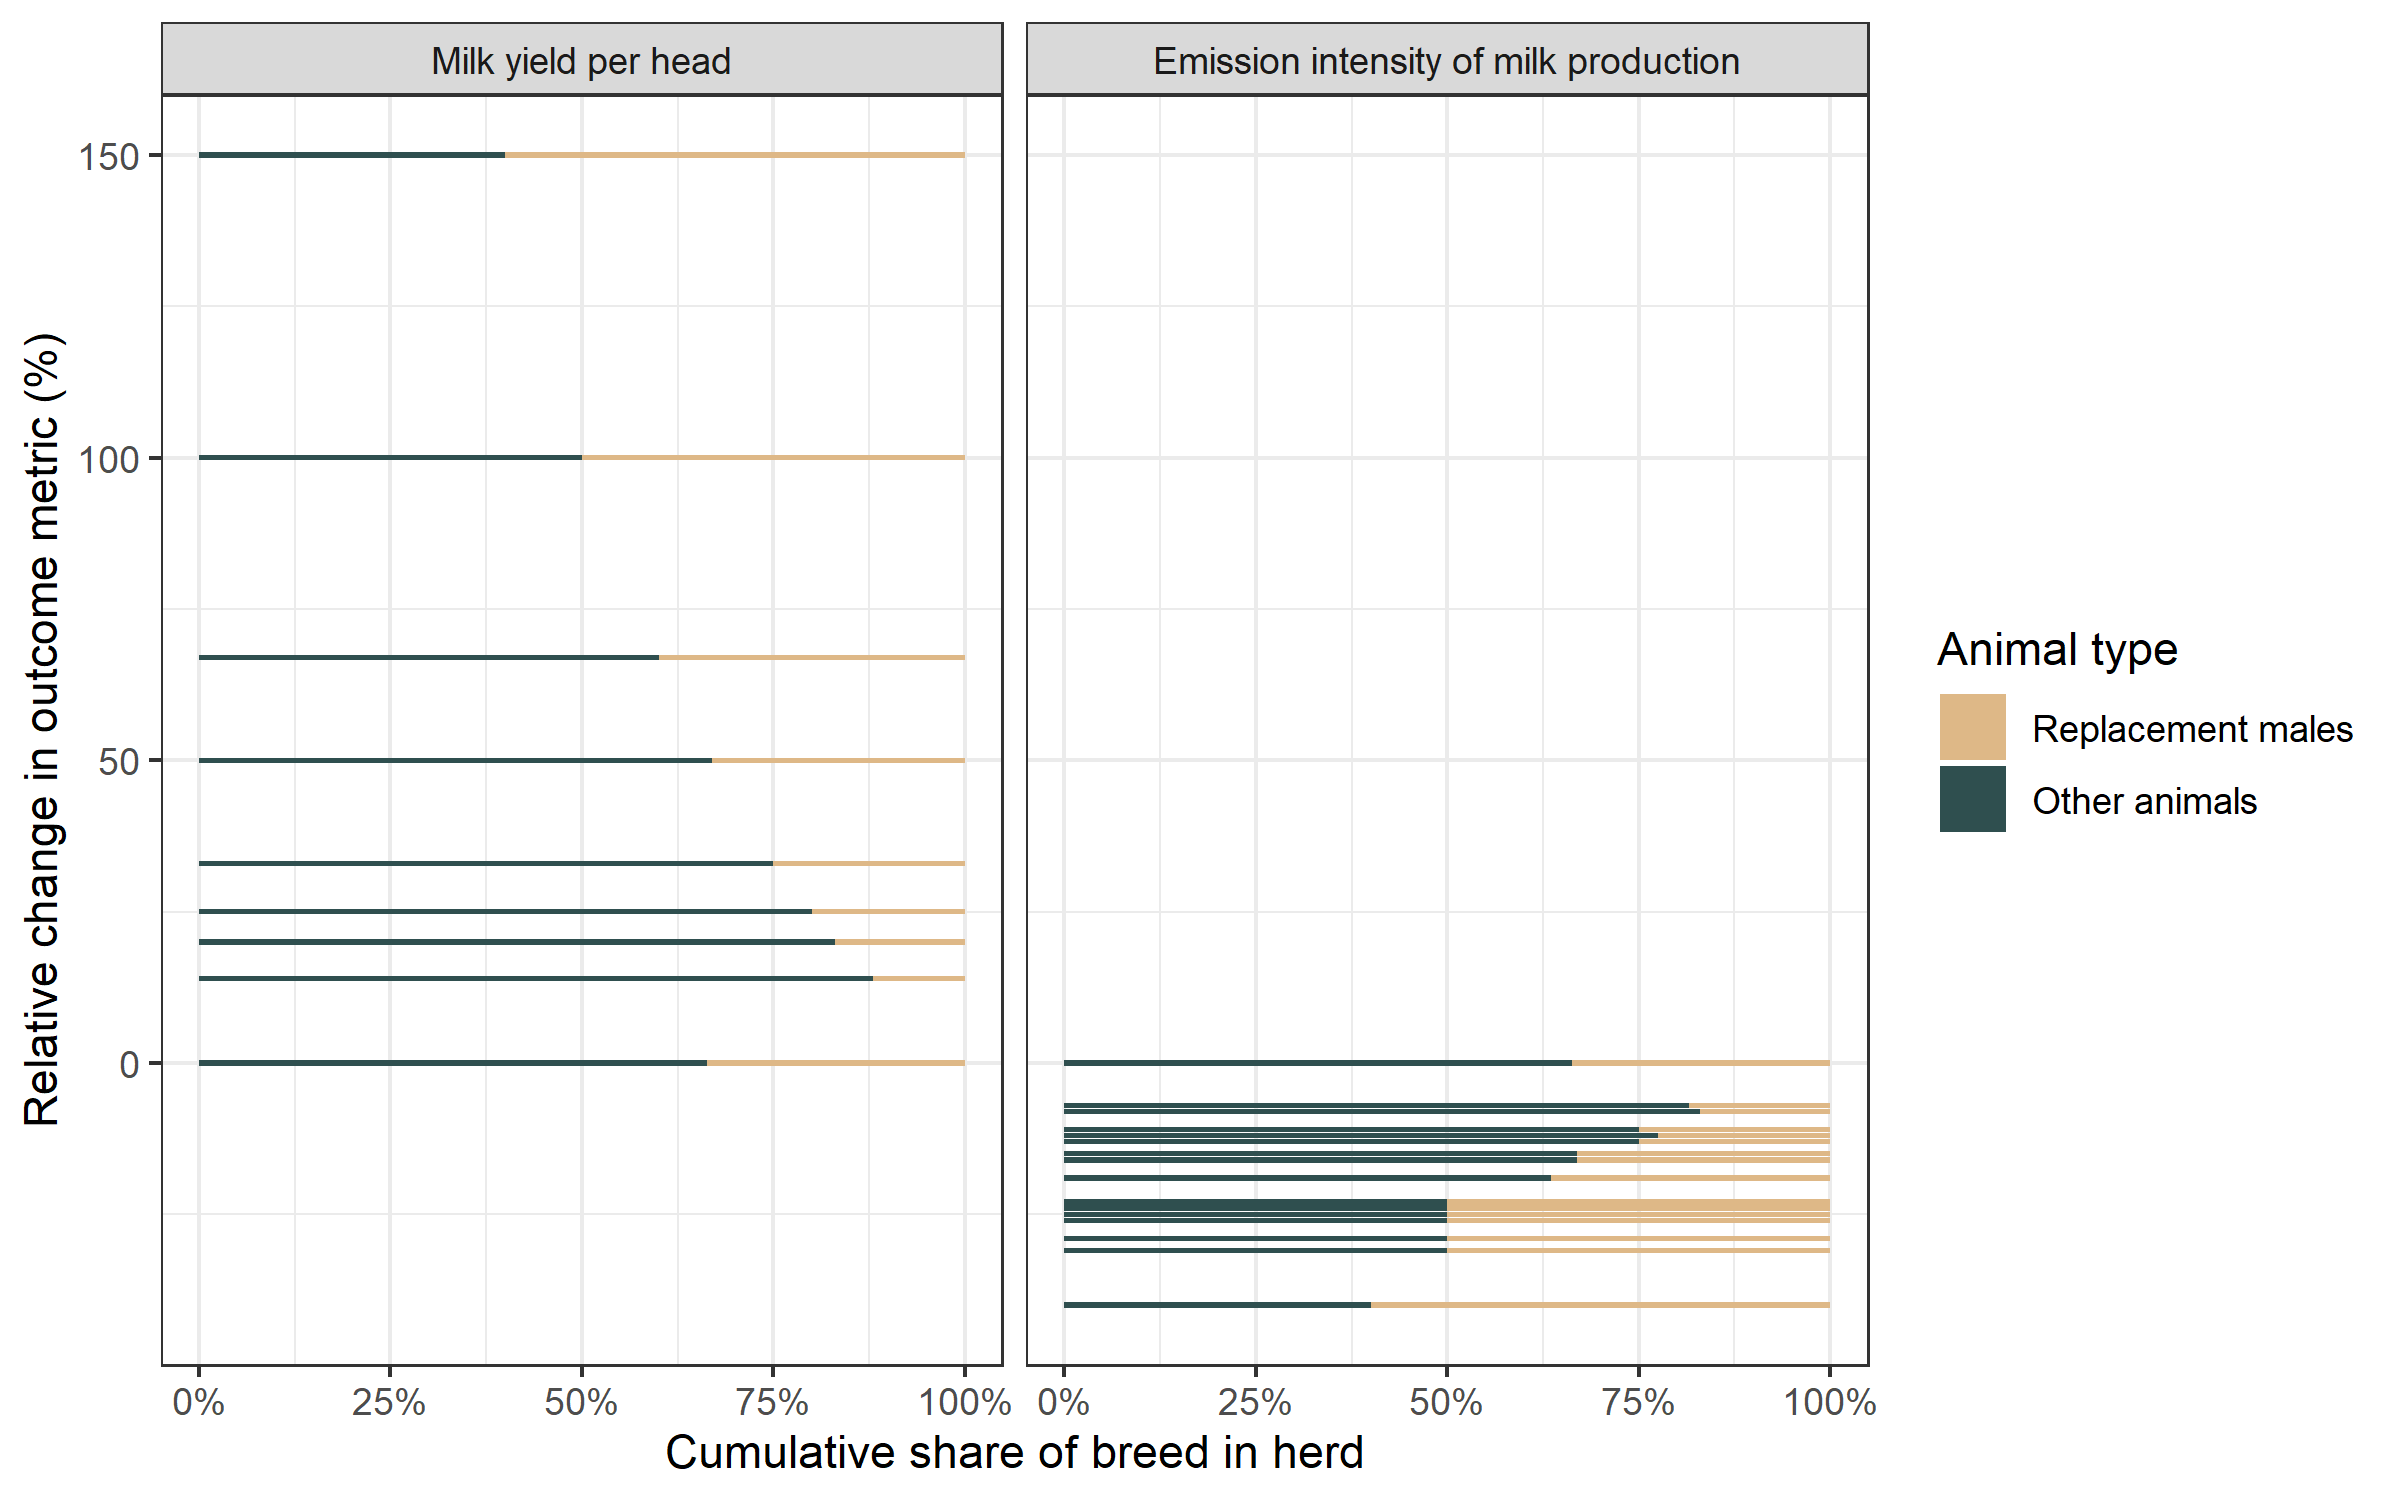 Milk yield per head
Emission intensity of milk production
Relative change in outcome metric (%)
150
100
50
0
0%
25%
50%
75%
100%
0%
25%
50%
75%
100%
Cumulative share of breed in herd
Animal type
Replacement males
Other animals